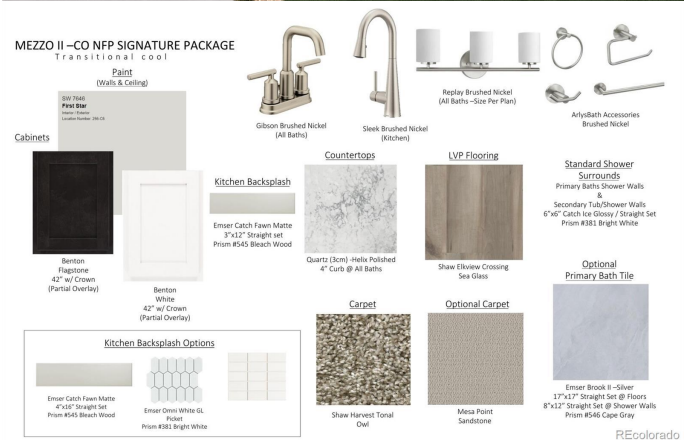 MEZZO II –CO NFP SIGNATURE PACKAGE
Transitional cool
Paint
(Walls & Ceiling)
SW 7646
First Star
Interior / Exterior
Location Number: 256-C5
Gibson Brushed Nickel
(All Baths)
Sleek Brushed Nickel
(Kitchen)
Replay Brushed Nickel
(All Baths –Size Per Plan)
ArlysBath Accessories
Brushed Nickel
Cabinets
Benton
Flagstone
42” w/ Crown
(Partial Overlay)
Benton
White
42” w/ Crown
(Partial Overlay)
Kitchen Backsplash
Emser Catch Fawn Matte
3”x12” Straight set
Prism #545 Bleach Wood
Countertops
Quartz (3cm) -Helix Polished
4” Curb @ All Baths
LVP Flooring
Shaw Elkview Crossing
Sea Glass
Standard Shower
Surrounds
Primary Baths Shower Walls
&
Secondary Tub/Shower Walls
6”x6” Catch Ice Glossy / Straight Set
Prism #381 Bright White
Optional
Primary Bath Tile
Emser Brook II –Silver
17”x17” Straight Set @ Floors
8”x12” Straight Set @ Shower Walls
Prism #546 Cape Gray
Carpet
Shaw Harvest Tonal
Owl
Optional Carpet
Mesa Point
Sandstone
Kitchen Backsplash Options
Emser Catch Fawn Matte
4”x16” Straight Set
Prism #545 Bleach Wood
Emser Omni White GL
Picket
Prism #381 Bright White
REcolorado